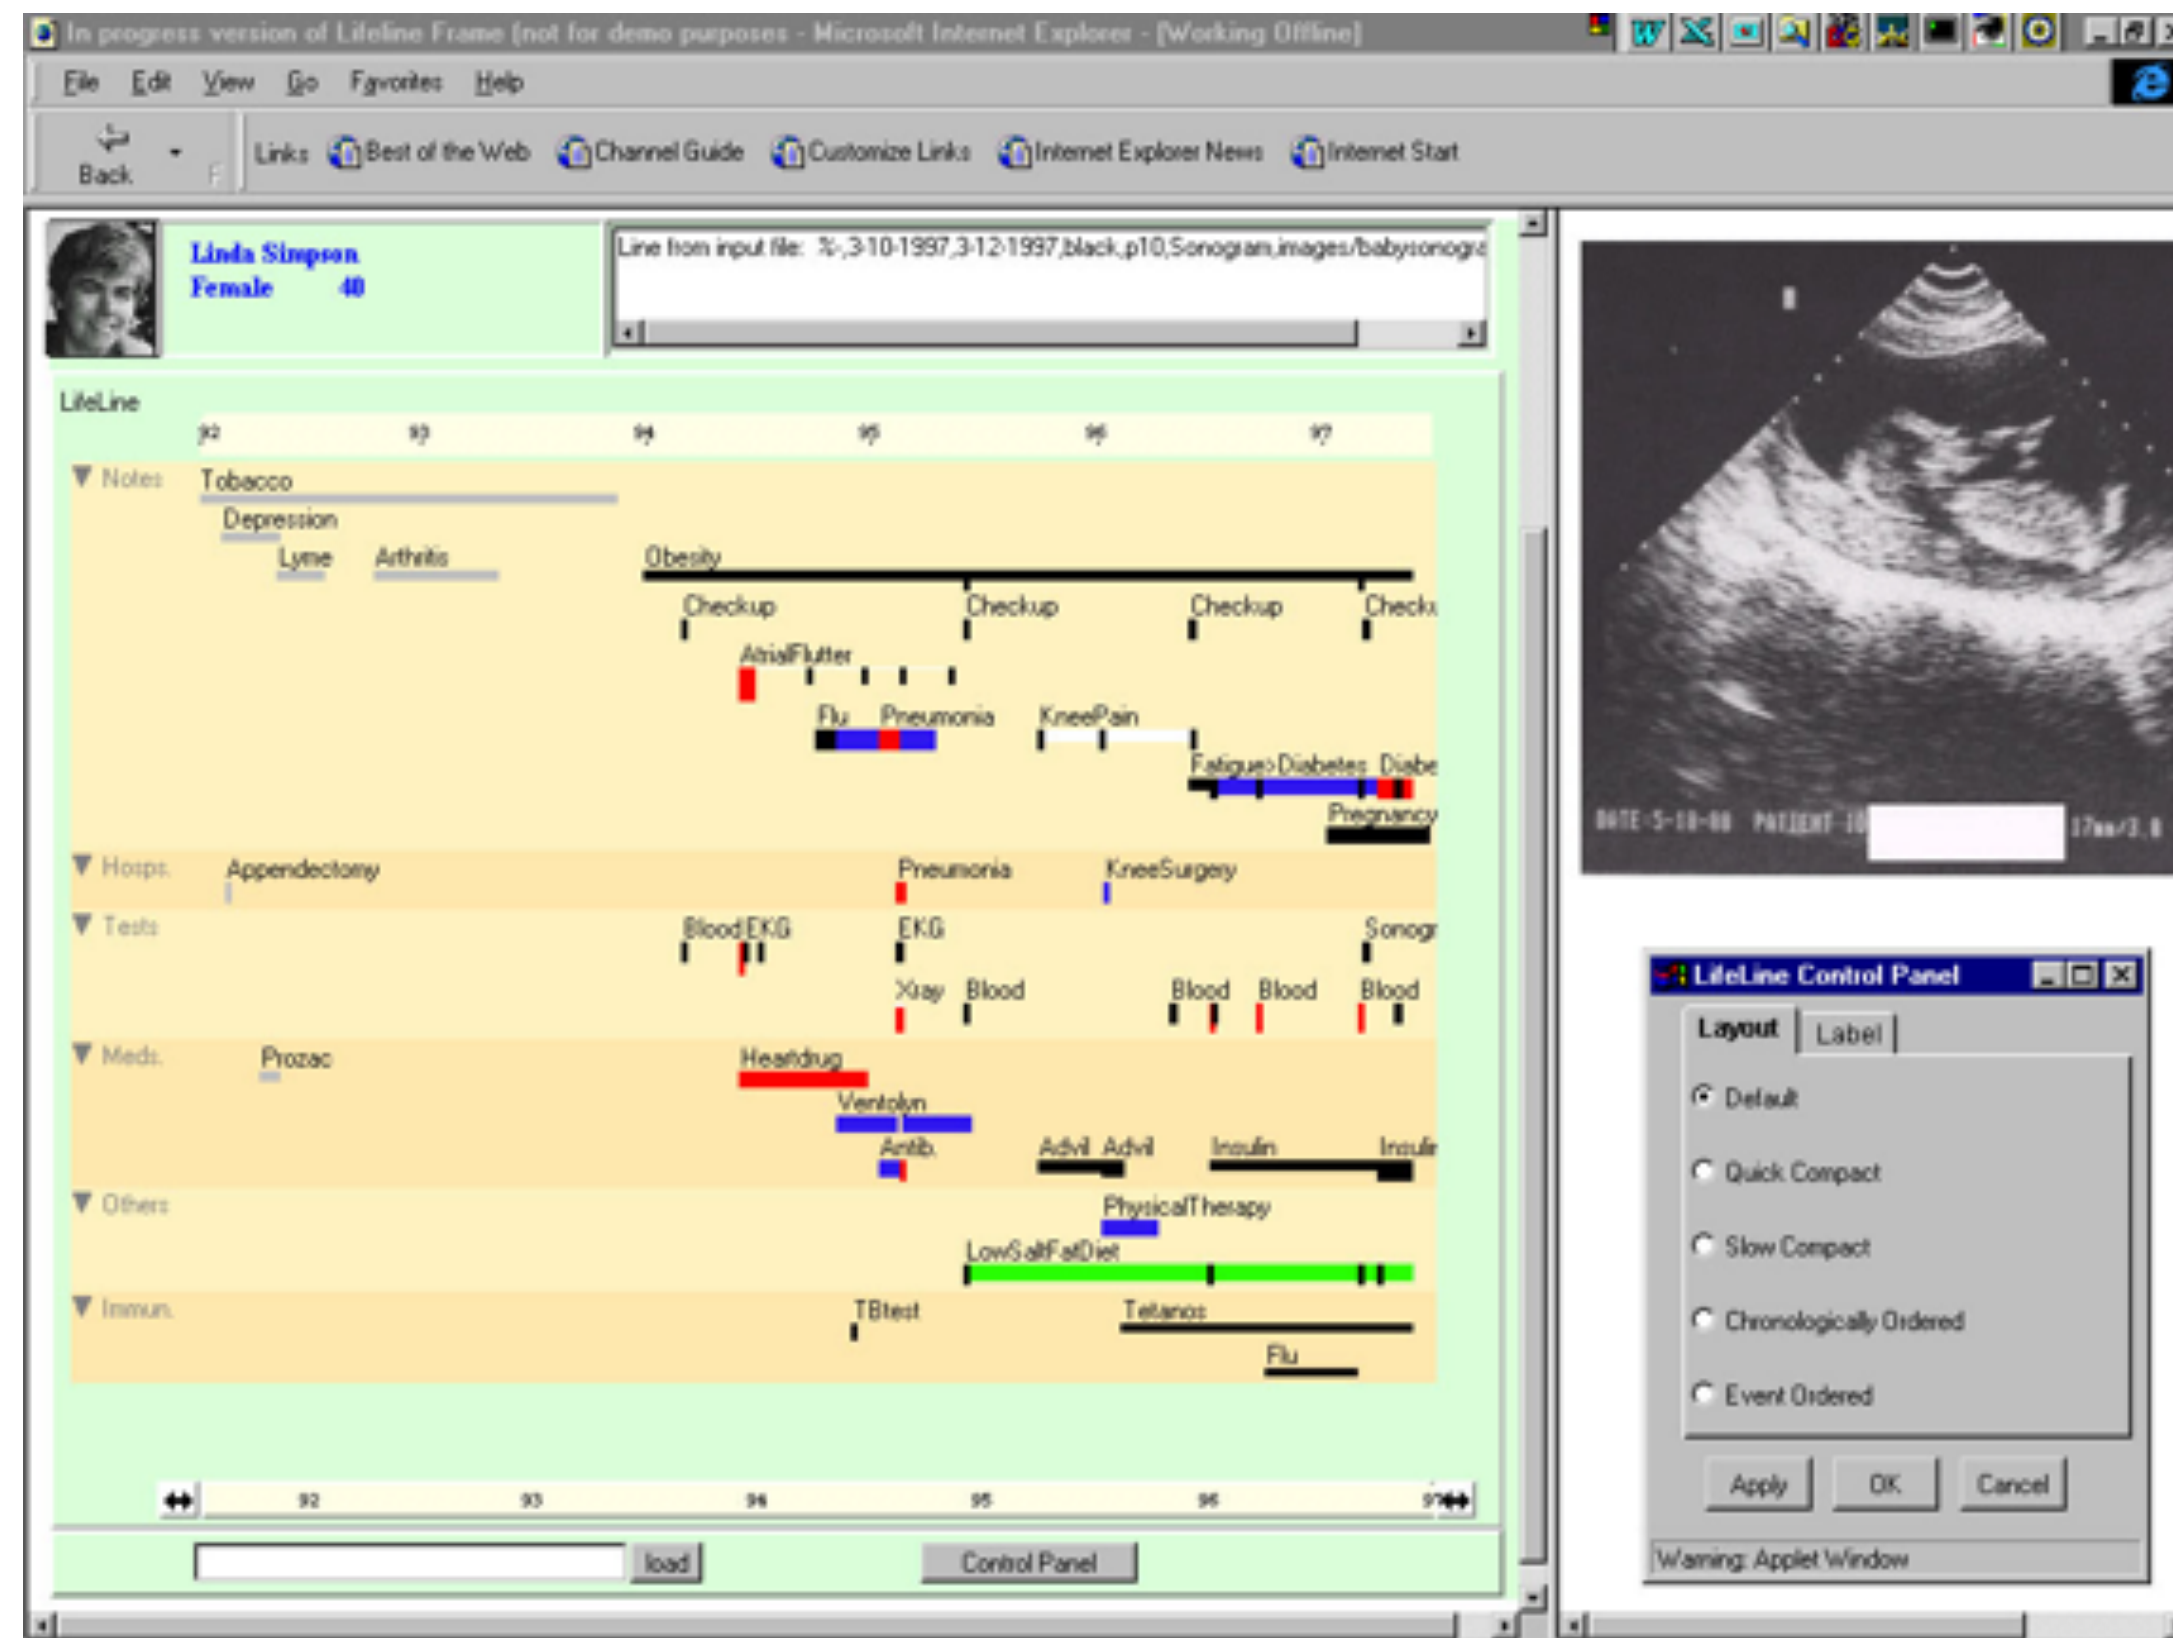 In progress version of Lifeline Frame (not for demo purposes - Microsoft Internet Explorer - [Working Offline]
File Edit View Go Favorites Help
Back
Links Best of the Web Channel Guide Customize Links Internet Explorer News Internet Start
Linda Simpson
Female 40
Line from input file: %-,3-10-1997,3-12-1997,black,p10,Sonogram,images/babysonogra
LifeLine
92 93 94 95 96 97
Notes Tobacco
Depression
Lyme Arthritis Obesity
Checkup Checkup Checkup Checku
AtrialFlutter
Flu Pneumonia KneePain
Fatigue>Diabetes Diabe
Pregnancy
Hosps. Appendectomy Pneumonia KneeSurgery
Tests Blood EKG EKG Sonogr
Xray Blood Blood Blood Blood
Meds. Prozac Heartdrug
Ventolyn
Antib. Advil Advil Insulin Insulin
Others PhysicalTherapy
LowSaltFatDiet
Immun. TBtest Tetanos
Flu
92 93 94 95 96 97
load Control Panel
PATIENT ID
LifeLine Control Panel
Layout Label
Default
Quick Compact
Slow Compact
Chronologically Ordered
Event Ordered
Apply OK Cancel
Warning: Applet Window